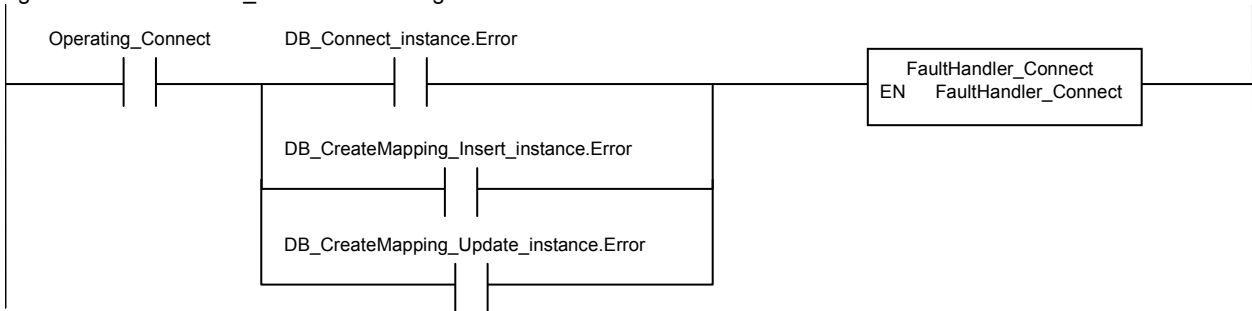 Operating_Connect DB_Connect_instance.Error
FaultHandler_Connect
EN FaultHandler_Connect
DB_CreateMapping_Insert_instance.Error
DB_CreateMapping_Update_instance.Error